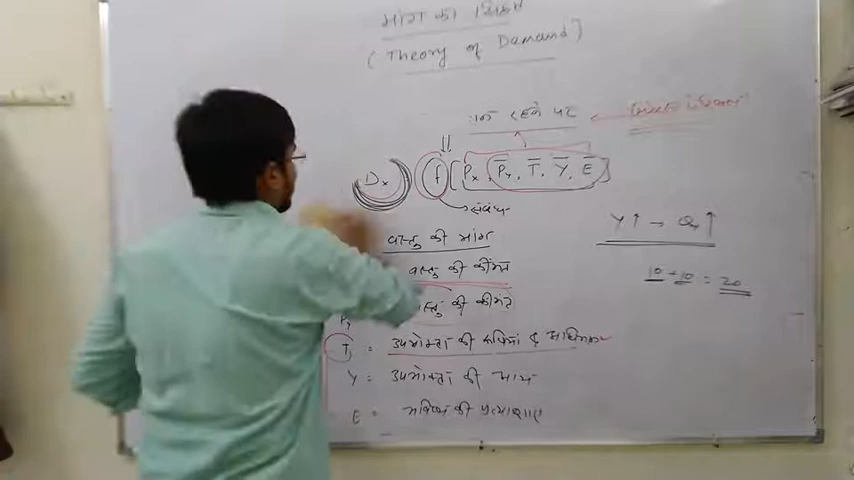 मांग का सिद्धांत
(Theory of Demand)
रहने पर
Dx f [Px, P̅y, T̅, Y̅, E̅]
संबंध
वस्तु की मांग
Y↑ → Qx↑
वस्तु की कीमत
10 + 10 = 20
वस्तु की कीमत
Py
T = उपभोक्ता की रूचियां & प्राथमिकता
Y = उपभोक्ता की आय
E = भविष्य की प्रत्याशाएं